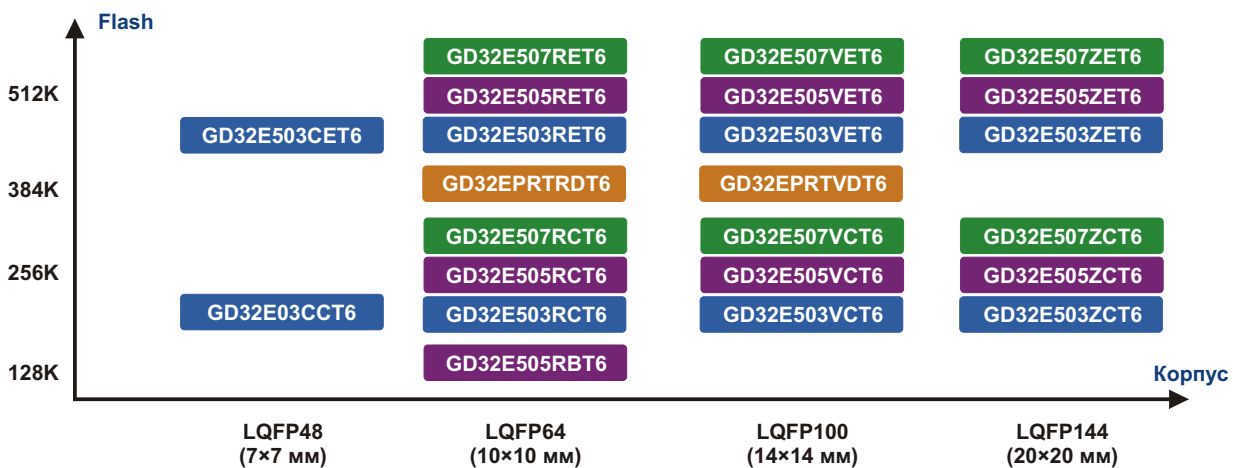 Flash
GD32E507RET6 GD32E507VET6 GD32E507ZET6
512K GD32E505RET6 GD32E505VET6 GD32E505ZET6
GD32E503CET6 GD32E503RET6 GD32E503VET6 GD32E503ZET6
384K GD32EPRTRDT6 GD32EPRTVDT6
GD32E507RCT6 GD32E507VCT6 GD32E507ZCT6
256K GD32E505RCT6 GD32E505VCT6 GD32E505ZCT6
GD32E03CCT6 GD32E503RCT6 GD32E503VCT6 GD32E503ZCT6
128K GD32E505RBT6
Корпус
LQFP48 LQFP64 LQFP100 LQFP144
(7×7 мм) (10×10 мм) (14×14 мм) (20×20 мм)